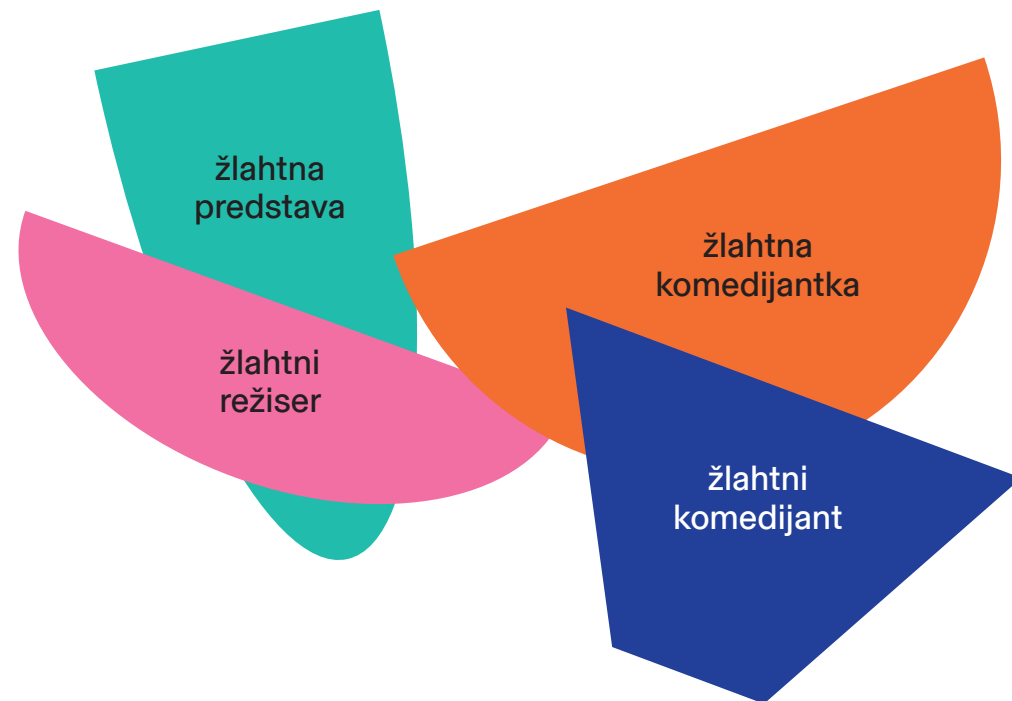 žlahtna
predstava
žlahtna
komedijantka
žlahtni
režiser
žlahtni
komedijant